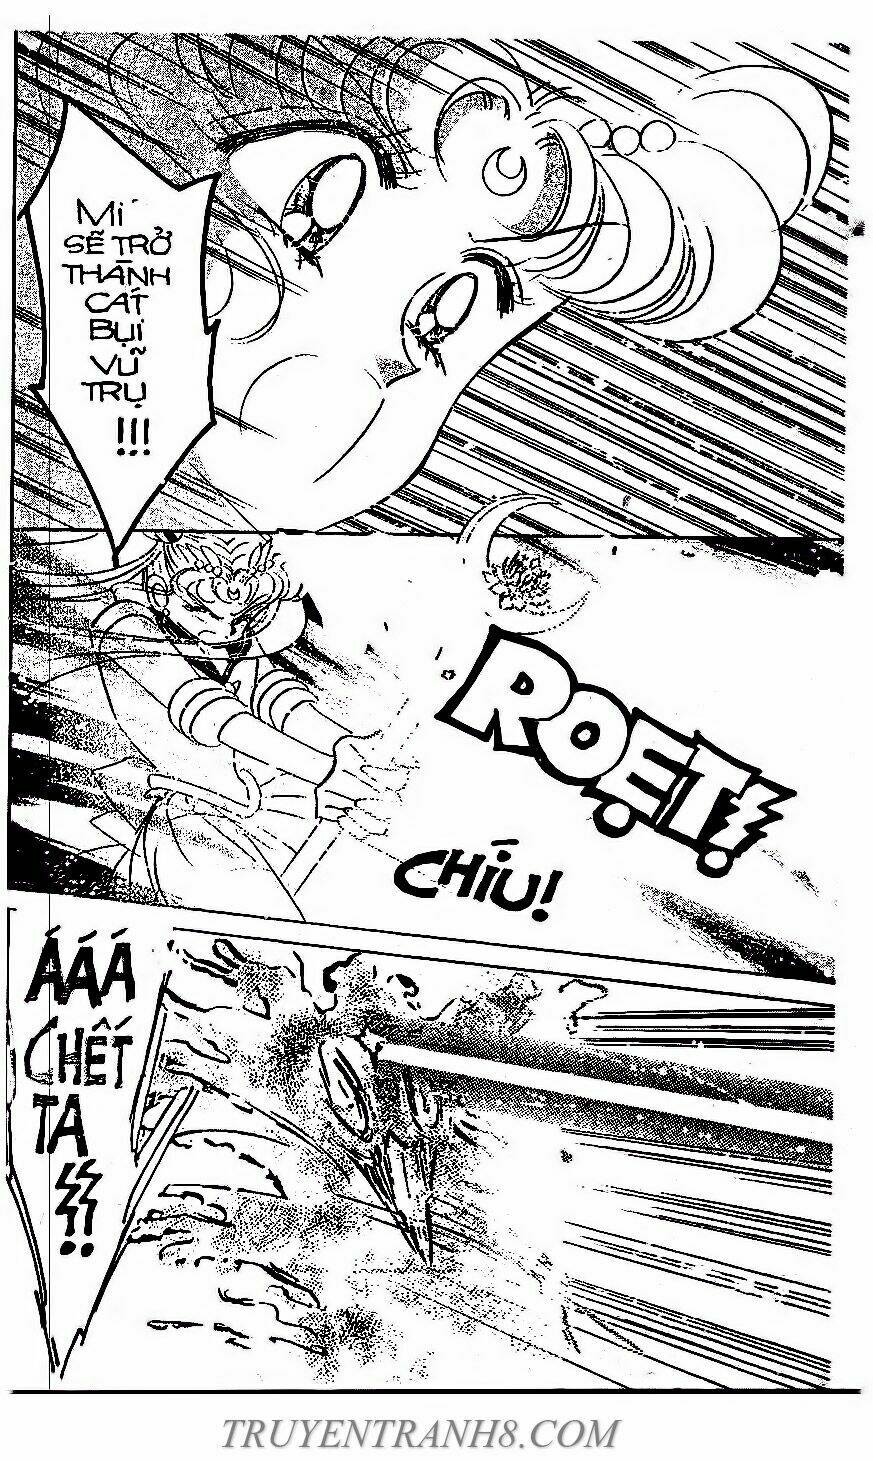 MI
SẼ TRỞ
THÀNH
CÁT
BỤI
VŨ
TRỤ
!!!
ROẸT!
CHÍU!
ÁÁÁ
CHẾT
TA
!!!
TRUYENTRANH8.COM